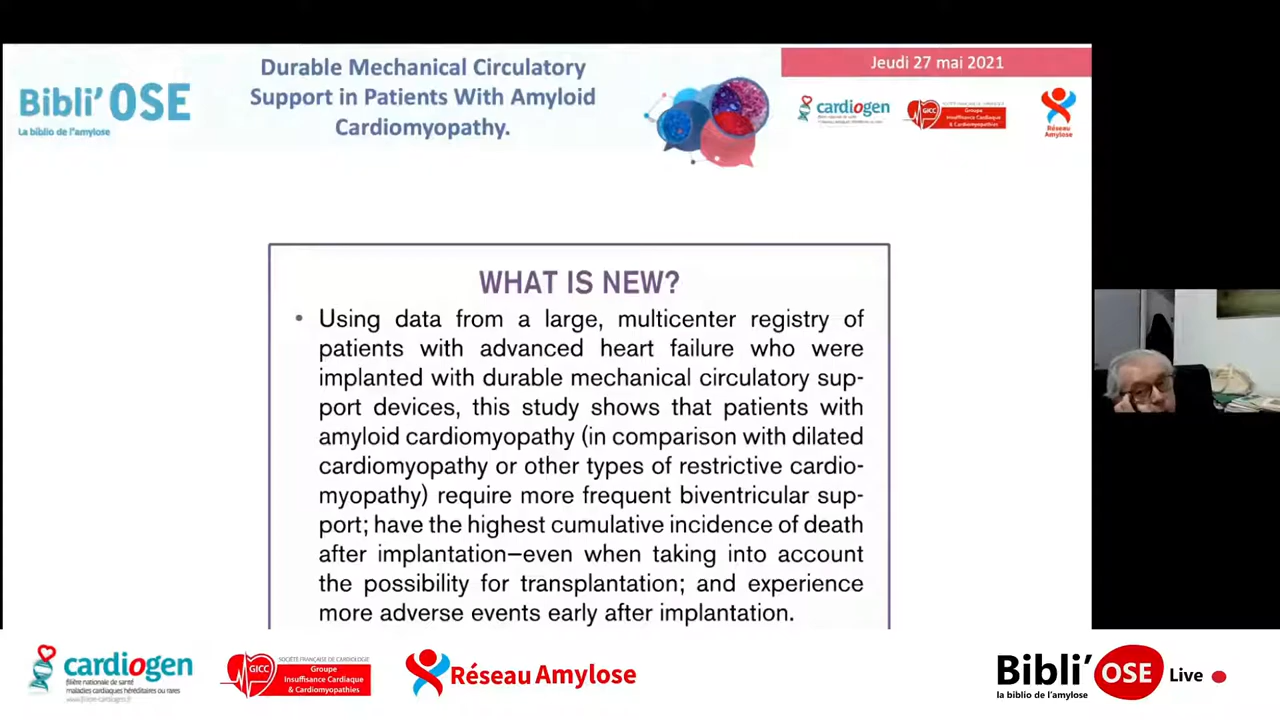 Bibli'OSE
La biblio de l'amylose
Durable Mechanical Circulatory
Support in Patients With Amyloid
Cardiomyopathy.
Jeudi 27 mai 2021
cardiogen
Groupe
Insuffisance Cardiaque
& Cardiomyopathies
Réseau
Amylose
WHAT IS NEW?
• Using data from a large, multicenter registry of
patients with advanced heart failure who were
implanted with durable mechanical circulatory sup-
port devices, this study shows that patients with
amyloid cardiomyopathy (in comparison with dilated
cardiomyopathy or other types of restrictive cardio-
myopathy) require more frequent biventricular sup-
port; have the highest cumulative incidence of death
after implantation—even when taking into account
the possibility for transplantation; and experience
more adverse events early after implantation.
cardiogen
filière nationale de santé
maladies cardiaques héréditaires ou rares
SOCIÉTÉ FRANÇAISE DE CARDIOLOGIE
GICC
Groupe
Insuffisance Cardiaque
& Cardiomyopathies
Réseau Amylose
Bibli'OSE Live
la biblio de l'amylose